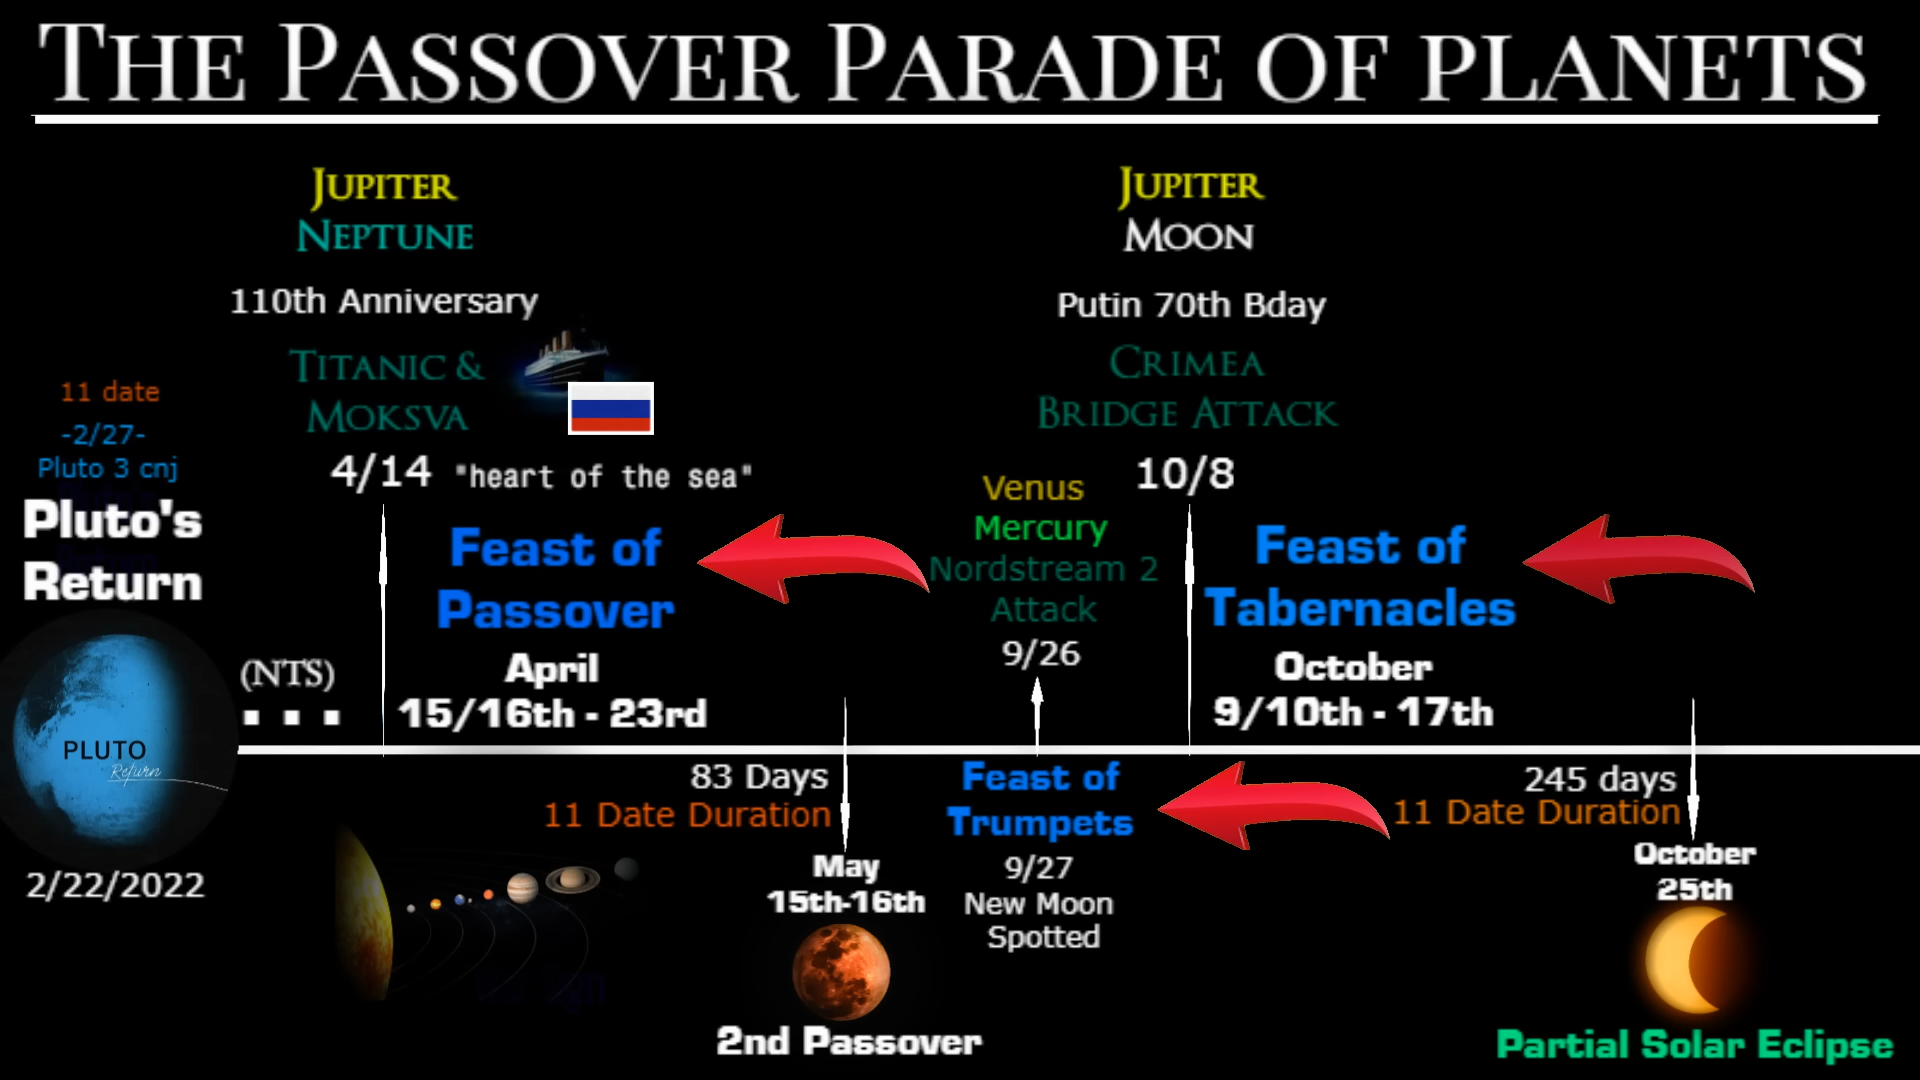 THE PASSOVER PARADE OF PLANETS
JUPITER
NEPTUNE
110th Anniversary
TITANIC &
MOKSVA
4/14 "heart of the sea"
11 date
-2/27-
Pluto 3 cnj
Pluto's
Return
PLUTO
Return
2/22/2022
(NTS)
Feast of
Passover
April
15/16th - 23rd
JUPITER
MOON
Putin 70th Bday
CRIMEA
BRIDGE ATTACK
10/8
Venus
Mercury
Nordstream 2
Attack
9/26
Feast of
Tabernacles
October
9/10th - 17th
83 Days
11 Date Duration
May
15th-16th
2nd Passover
Feast of
Trumpets
9/27
New Moon
Spotted
245 days
11 Date Duration
October
25th
Partial Solar Eclipse